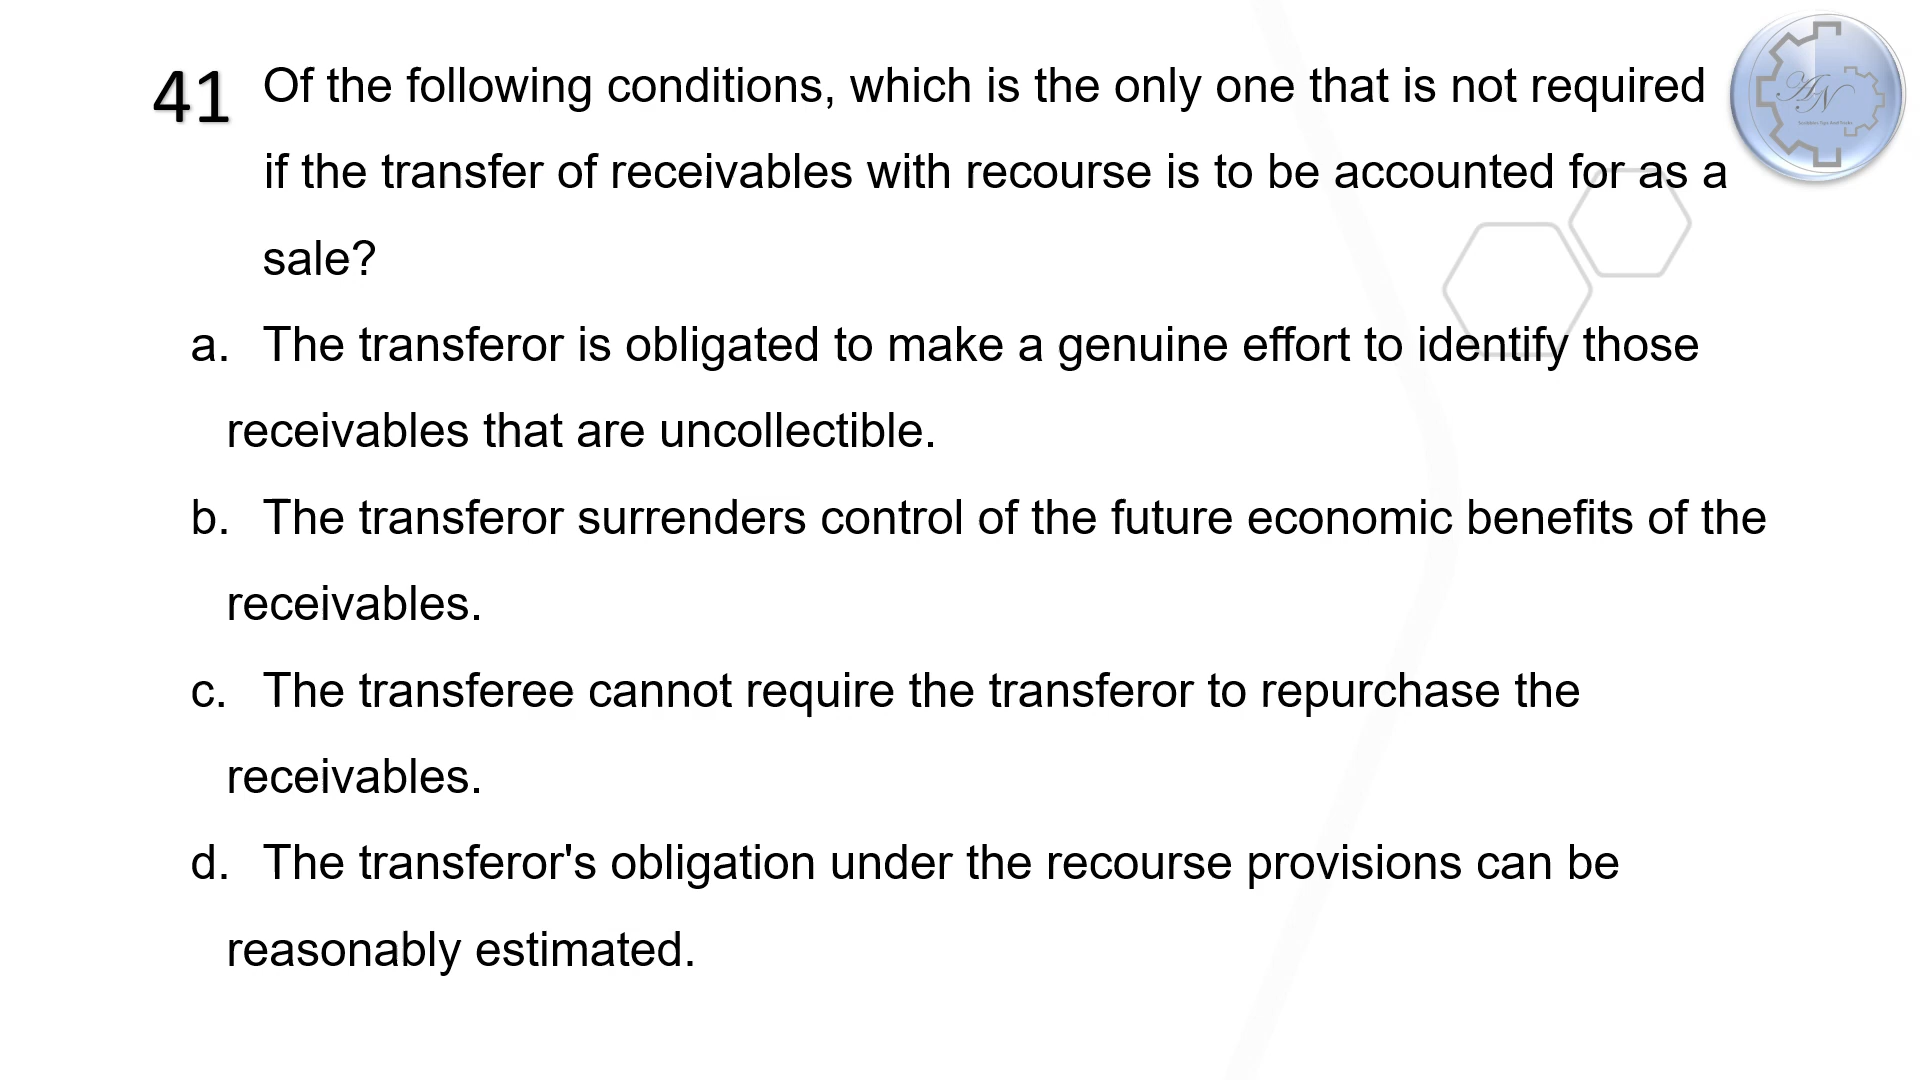 41 Of the following conditions, which is the only one that is not required
if the transfer of receivables with recourse is to be accounted for as a
sale?
a. The transferor is obligated to make a genuine effort to identify those
receivables that are uncollectible.
b. The transferor surrenders control of the future economic benefits of the
receivables.
c. The transferee cannot require the transferor to repurchase the
receivables.
d. The transferor's obligation under the recourse provisions can be
reasonably estimated.
AN